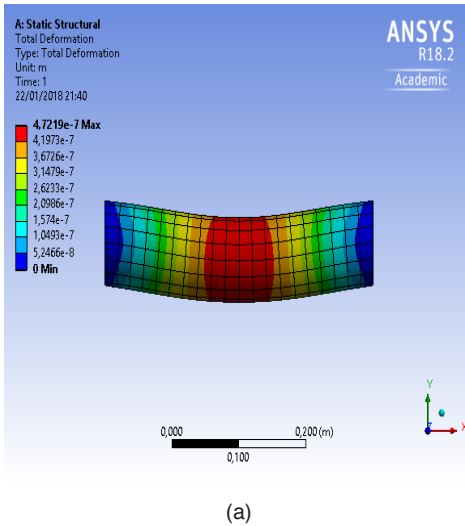 A: Static Structural
Total Deformation
Type: Total Deformation
Unit: m
Time: 1
22/01/2018 21:40
ANSYS
R18.2
Academic
4,7219e-7 Max
4,1973e-7
3,6726e-7
3,1479e-7
2,6233e-7
2,0986e-7
1,574e-7
1,0493e-7
5,2466e-8
0 Min
0,000
0,200 (m)
0,100
Y
Z
X
(a)